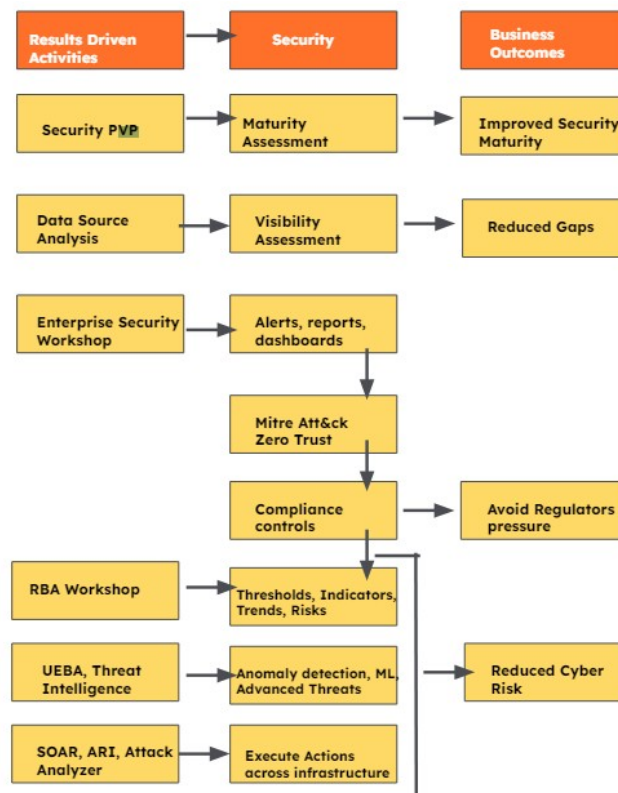 Results Driven
Activities
Security
Business
Outcomes
Security PVP
Maturity
Assessment
Improved Security
Maturity
Data Source
Analysis
Visibility
Assessment
Reduced Gaps
Enterprise Security
Workshop
Alerts, reports,
dashboards
Mitre Att&ck
Zero Trust
Compliance
controls
Avoid Regulators
pressure
RBA Workshop
Thresholds, Indicators,
Trends, Risks
UEBA, Threat
Intelligence
Anomaly detection, ML,
Advanced Threats
Reduced Cyber
Risk
SOAR, ARI, Attack
Analyzer
Execute Actions
across infrastructure